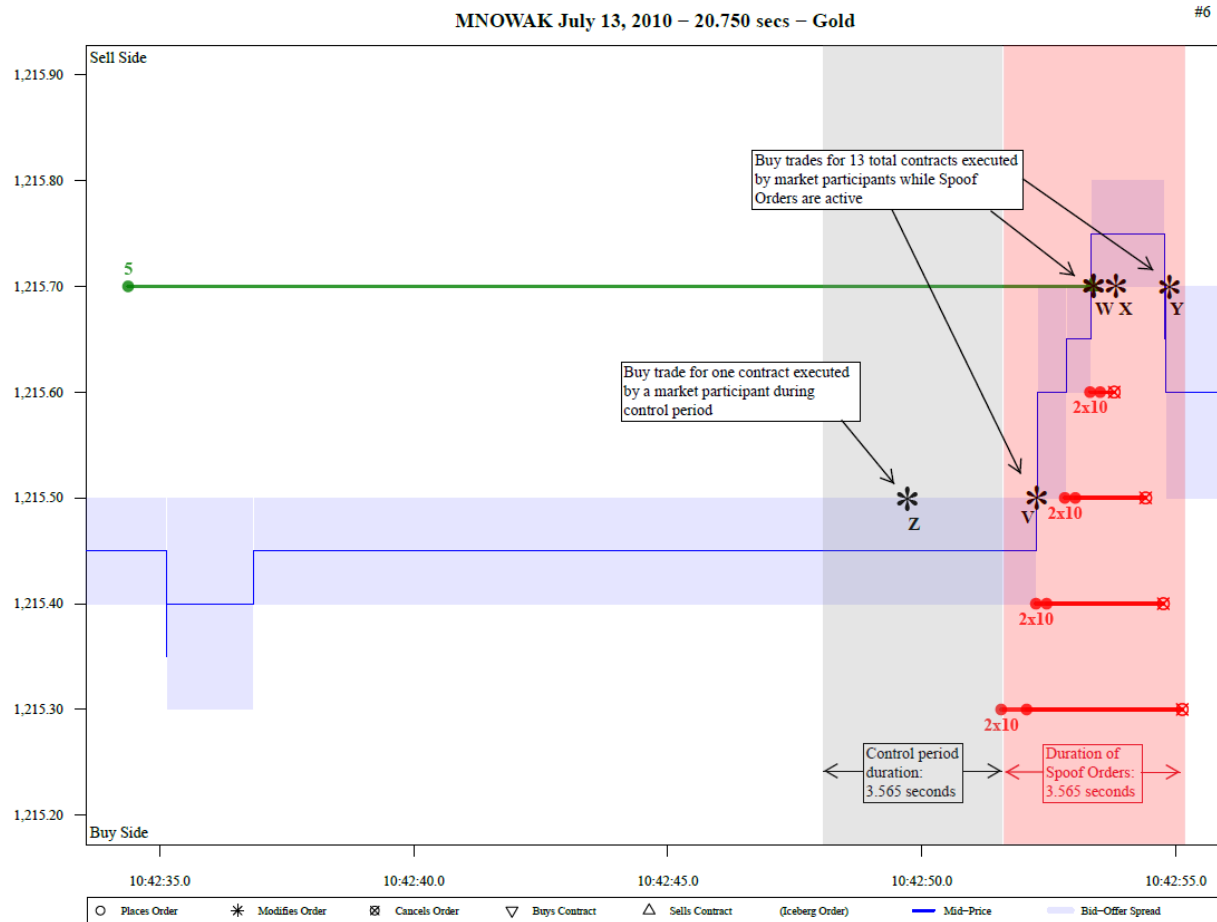 MNOWAK July 13, 2010 − 20.750 secs − Gold
#6
Sell Side
1,215.90
1,215.80
1,215.70
1,215.60
1,215.50
1,215.40
1,215.30
1,215.20
Buy trades for 13 total contracts executed
by market participants while Spoof
Orders are active
5
W X
Y
Buy trade for one contract executed
by a market participant during
control period
2x10
Z
V
2x10
2x10
2x10
Control period
duration:
3.565 seconds
Duration of
Spoof Orders:
3.565 seconds
Buy Side
10:42:35.0
10:42:40.0
10:42:45.0
10:42:50.0
10:42:55.0
Places Order
Modifies Order
Cancels Order
Buys Contract
Sells Contract
(Iceberg Order)
Mid−Price
Bid−Offer Spread